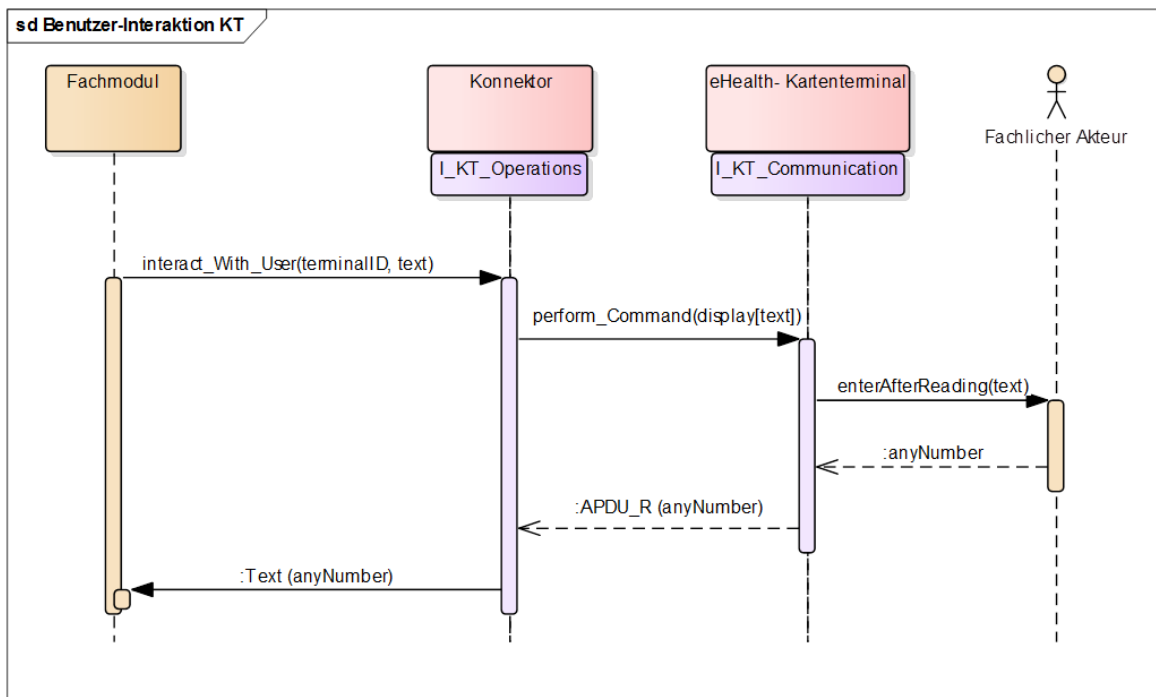 sd Benutzer-Interaktion KT
Fachmodul
Konnektor
eHealth- Kartenterminal
I_KT_Operations
I_KT_Communication
Fachlicher Akteur
interact_With_User(terminalID, text)
perform_Command(display[text])
enterAfterReading(text)
:anyNumber
:APDU_R (anyNumber)
:Text (anyNumber)